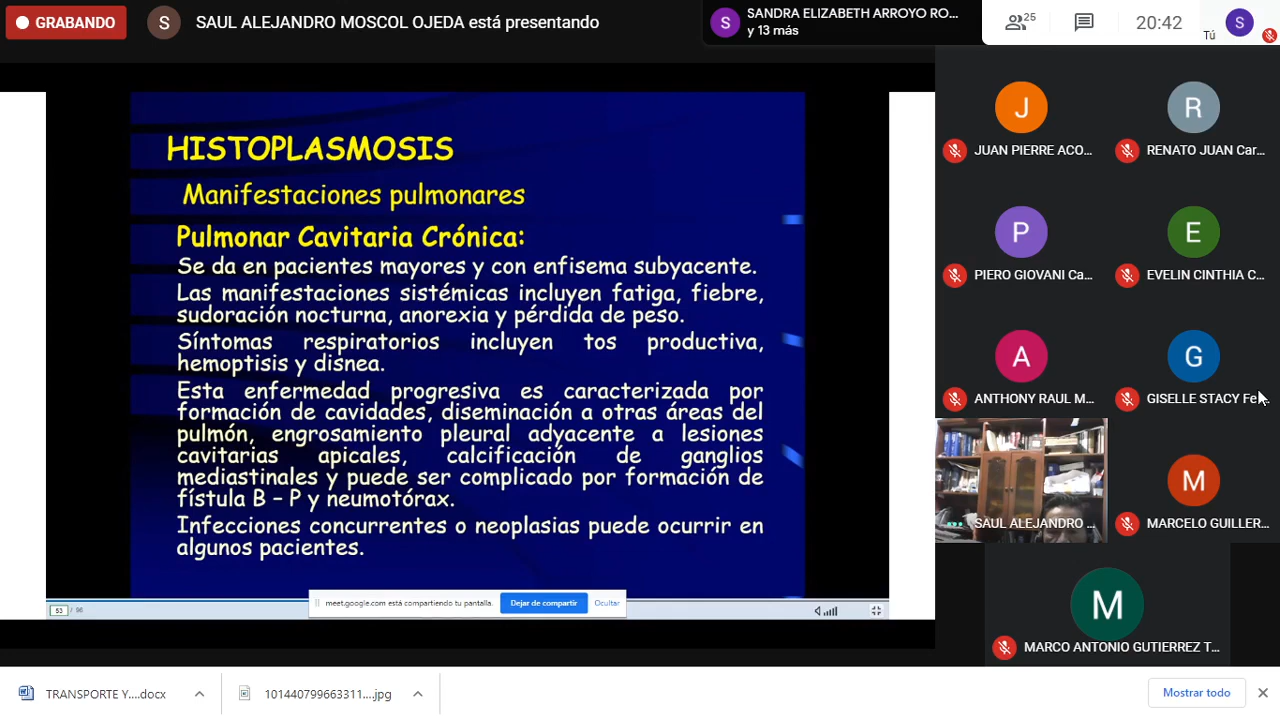 GRABANDO
S
SAUL ALEJANDRO MOSCOL OJEDA está presentando
S
SANDRA ELIZABETH ARROYO RO...
y 13 más
25
20:42
Tú
S
HISTOPLASMOSIS
Manifestaciones pulmonares
Pulmonar Cavitaria Crónica:
Se da en pacientes mayores y con enfisema subyacente.
Las manifestaciones sistémicas incluyen fatiga, fiebre,
sudoración nocturna, anorexia y pérdida de peso.
Síntomas respiratorios incluyen tos productiva,
hemoptisis y disnea.
Esta enfermedad progresiva es caracterizada por
formación de cavidades, diseminación a otras áreas del
pulmón, engrosamiento pleural adyacente a lesiones
cavitarias apicales, calcificación de ganglios
mediastinales y puede ser complicado por formación de
fístula B – P y neumotórax.
Infecciones concurrentes o neoplasias puede ocurrir en
algunos pacientes.
53 / 96
meet.google.com está compartiendo tu pantalla.
Dejar de compartir
Ocultar
J
JUAN PIERRE ACO...
R
RENATO JUAN Car...
P
PIERO GIOVANI Ca...
E
EVELIN CINTHIA C...
A
ANTHONY RAUL M...
G
GISELLE STACY Fe...
SAUL ALEJANDRO ...
M
MARCELO GUILLER...
M
MARCO ANTONIO GUTIERREZ T...
TRANSPORTE Y....docx
101440799663311....jpg
Mostrar todo